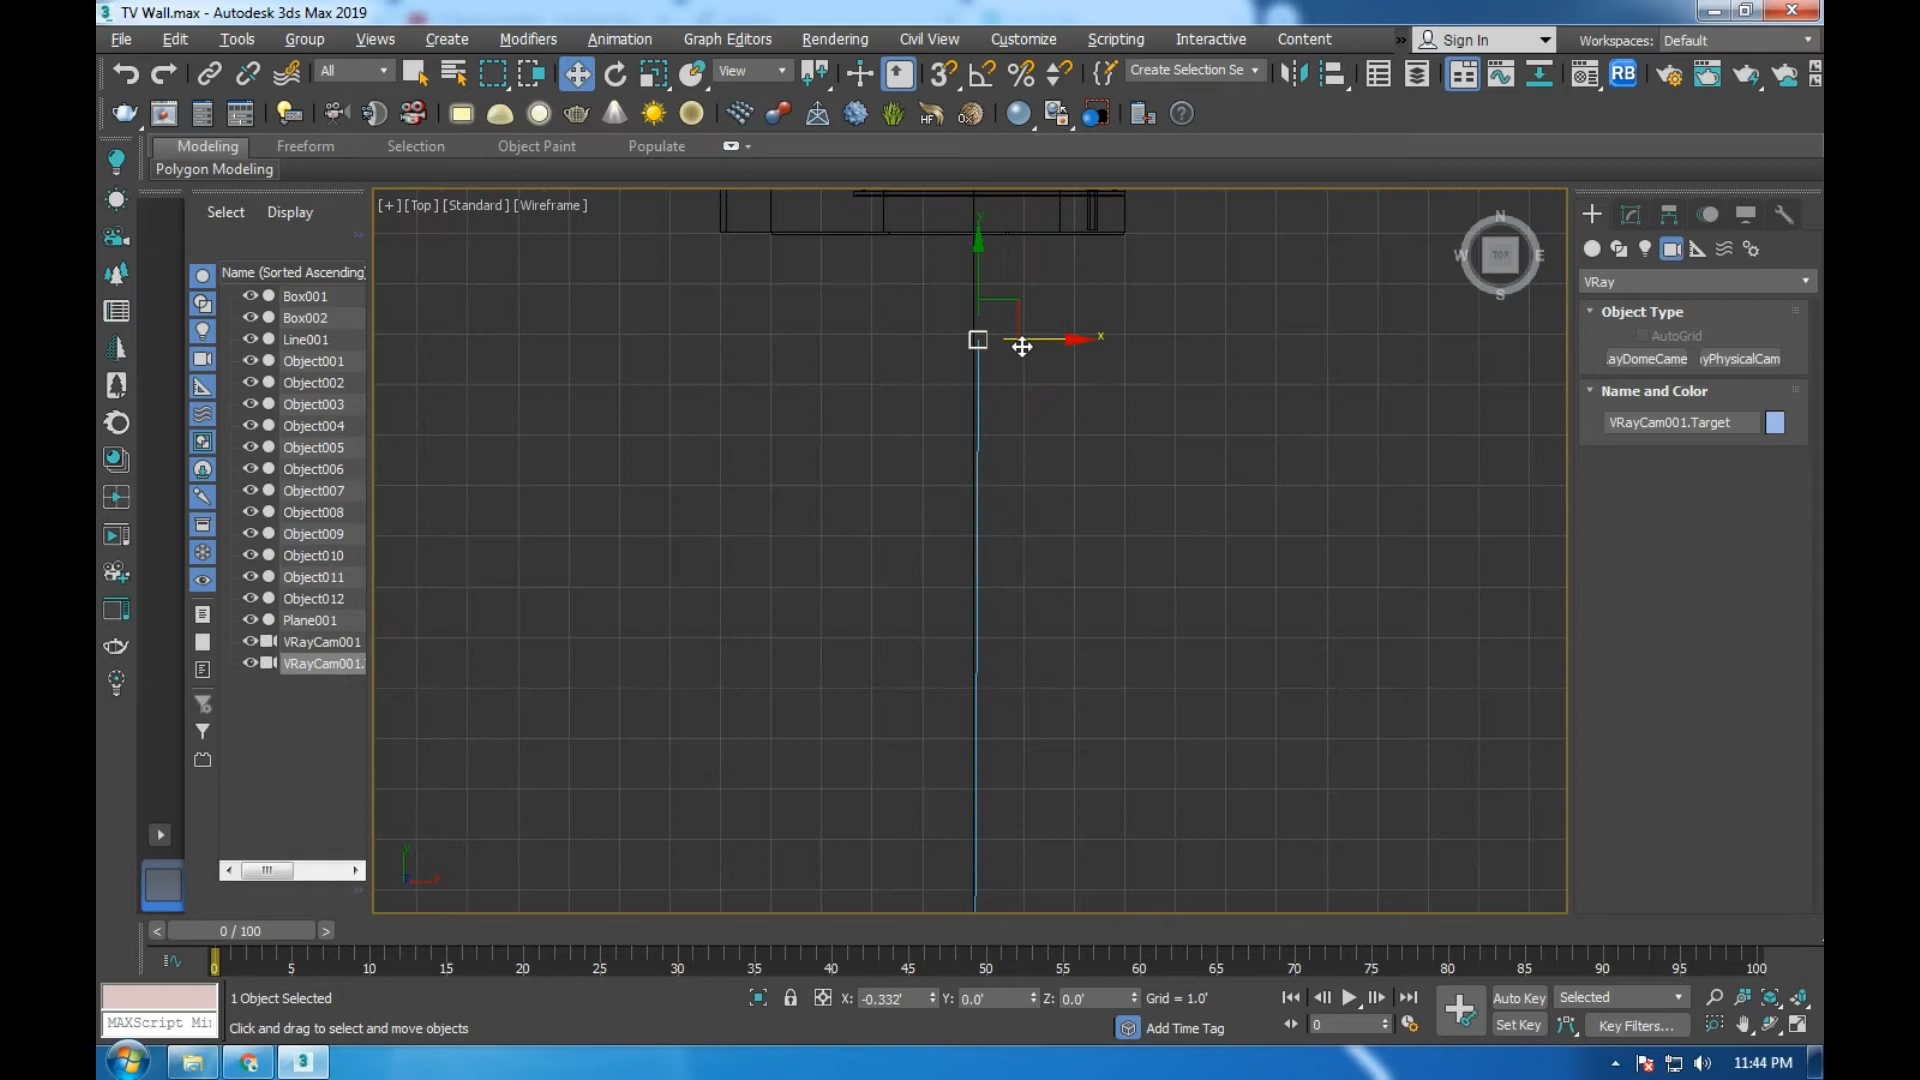 TV Wall.max - Autodesk 3ds Max 2019
File Edit Tools Group Views Create Modifiers Animation Graph Editors Rendering Civil View Customize Scripting Interactive Content » Sign In Workspaces: Default
All View Create Selection Se RB
HF
Modeling Freeform Selection Object Paint Populate
Polygon Modeling
Select Display
[+] [Top] [Standard] [Wireframe]
Name (Sorted Ascending)
Box001
Box002
Line001
Object001
Object002
Object003
Object004
Object005
Object006
Object007
Object008
Object009
Object010
Object011
Object012
Plane001
VRayCam001
VRayCam001.
y
x
N
W TOP E
S
VRay
Object Type
AutoGrid
.ayDomeCame yPhysicalCam
Name and Color
VRayCam001.Target
< 0 / 100 >
0 5 10 15 20 25 30 35 40 45 50 55 60 65 70 75 80 85 90 95 100
1 Object Selected X: -0.332' Y: 0.0' Z: 0.0' Grid = 1.0' Auto Key Selected
MAXScript Mi Click and drag to select and move objects Add Time Tag 0 Set Key Key Filters...
11:44 PM